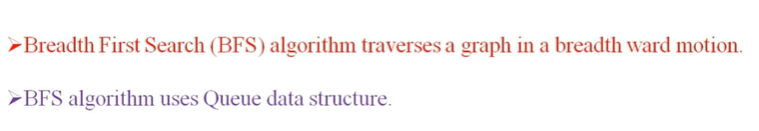 ➢Breadth First Search (BFS) algorithm traverses a graph in a breadth ward motion.
➢BFS algorithm uses Queue data structure.